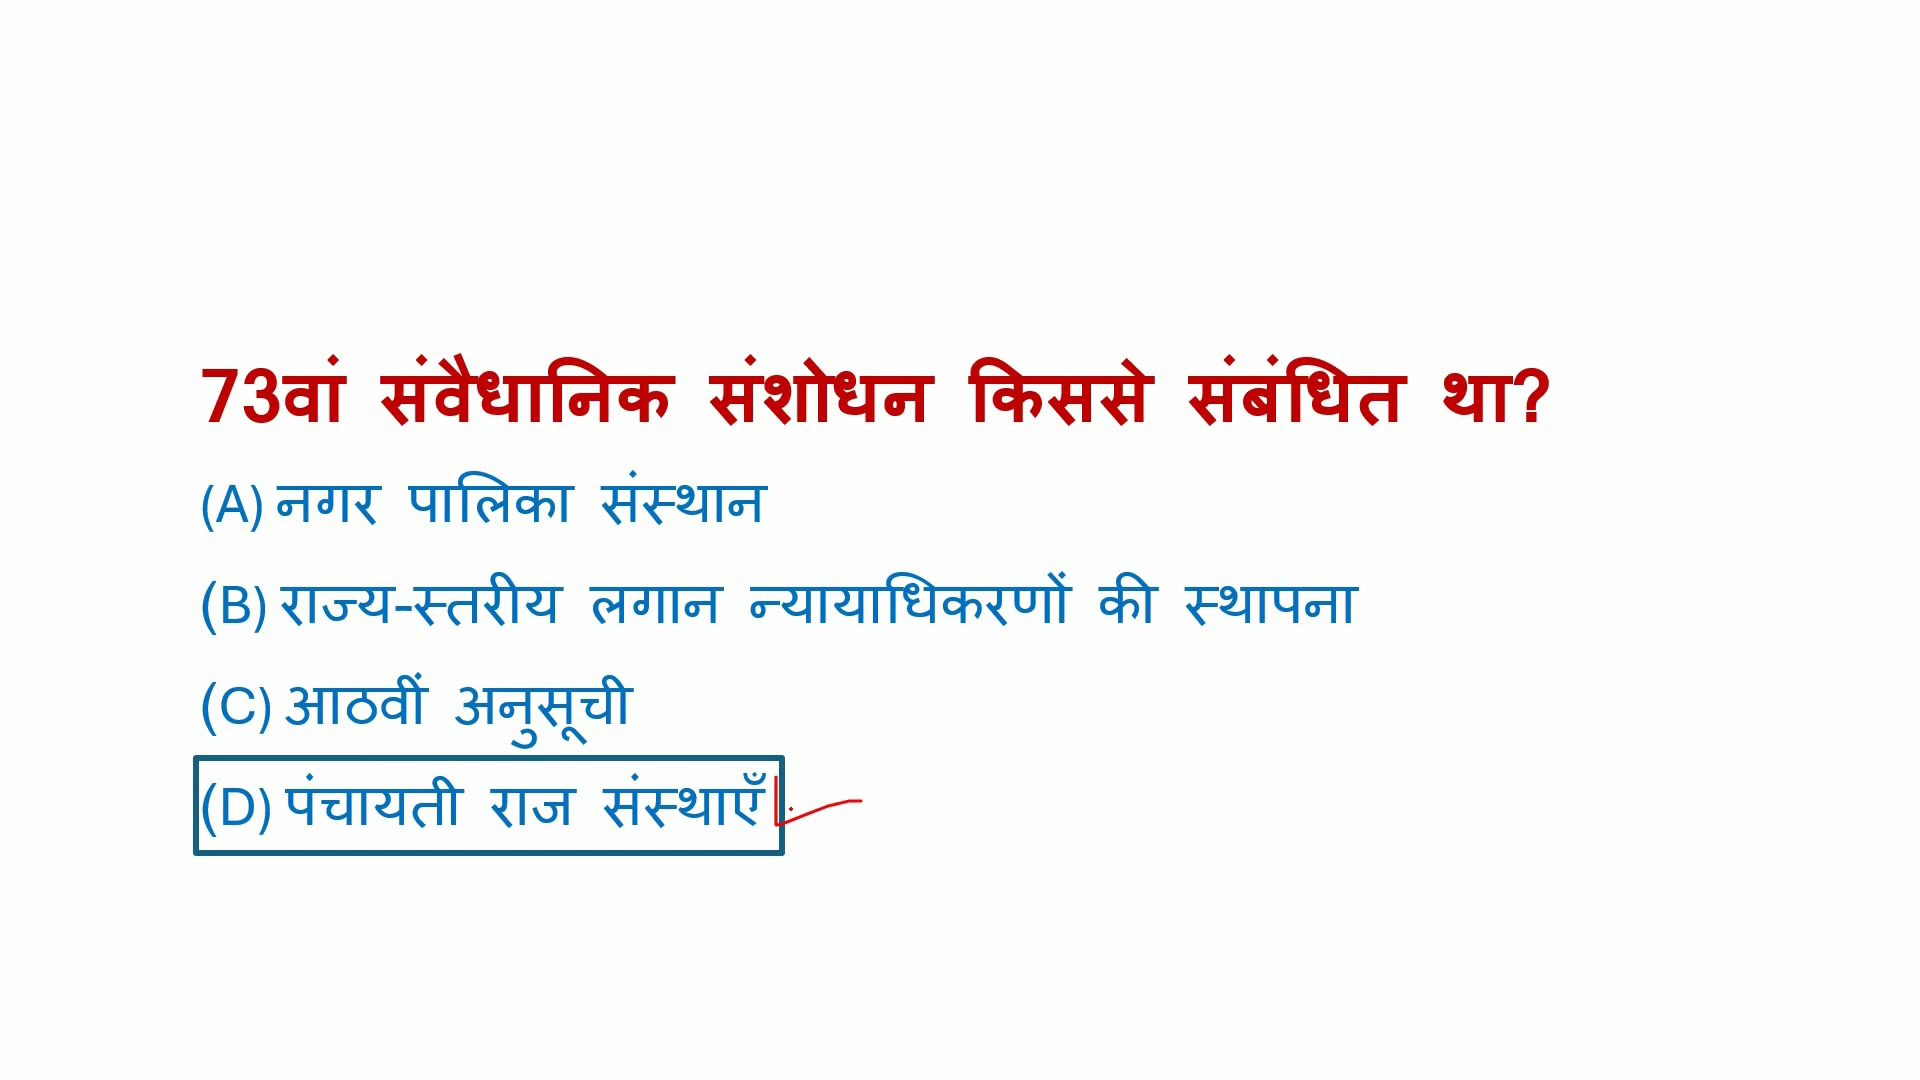 73वां संवैधानिक संशोधन किससे संबंधित था?
(A) नगर पालिका संस्थान
(B) राज्य-स्तरीय लगान न्यायाधिकरणों की स्थापना
(C) आठवीं अनुसूची
(D) पंचायती राज संस्थाएँ